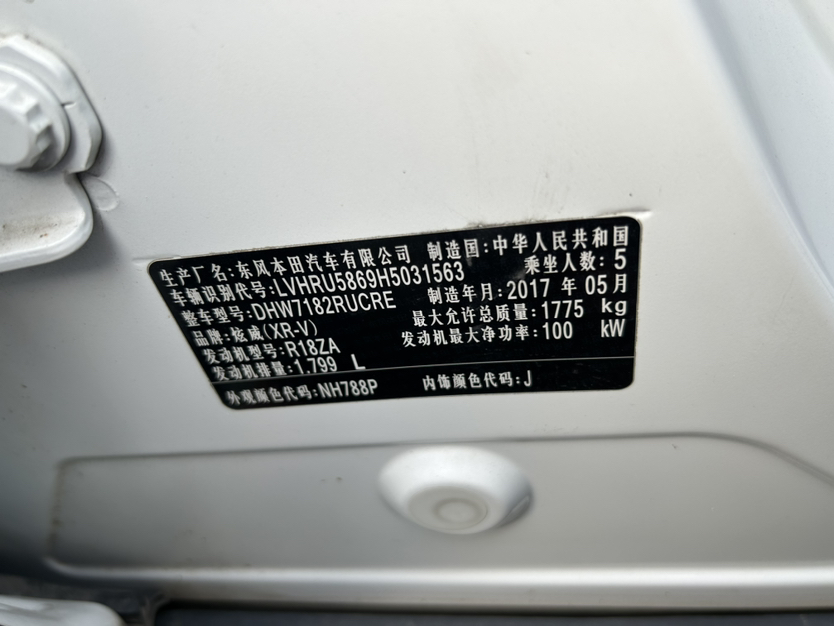 生产厂名:东风本田汽车有限公司 制造国:中华人民共和国
车辆识别代号:LVHRU5869H5031563 乘坐人数:5
整车型号:DHW7182RUCRE 制造年月:2017 年 05 月
品牌:炫威(XR-V) 最大允许总质量:1775 kg
发动机型号:R18ZA 发动机最大净功率:100 kW
发动机排量:1.799 L
外观颜色代码:NH788P 内饰颜色代码:J